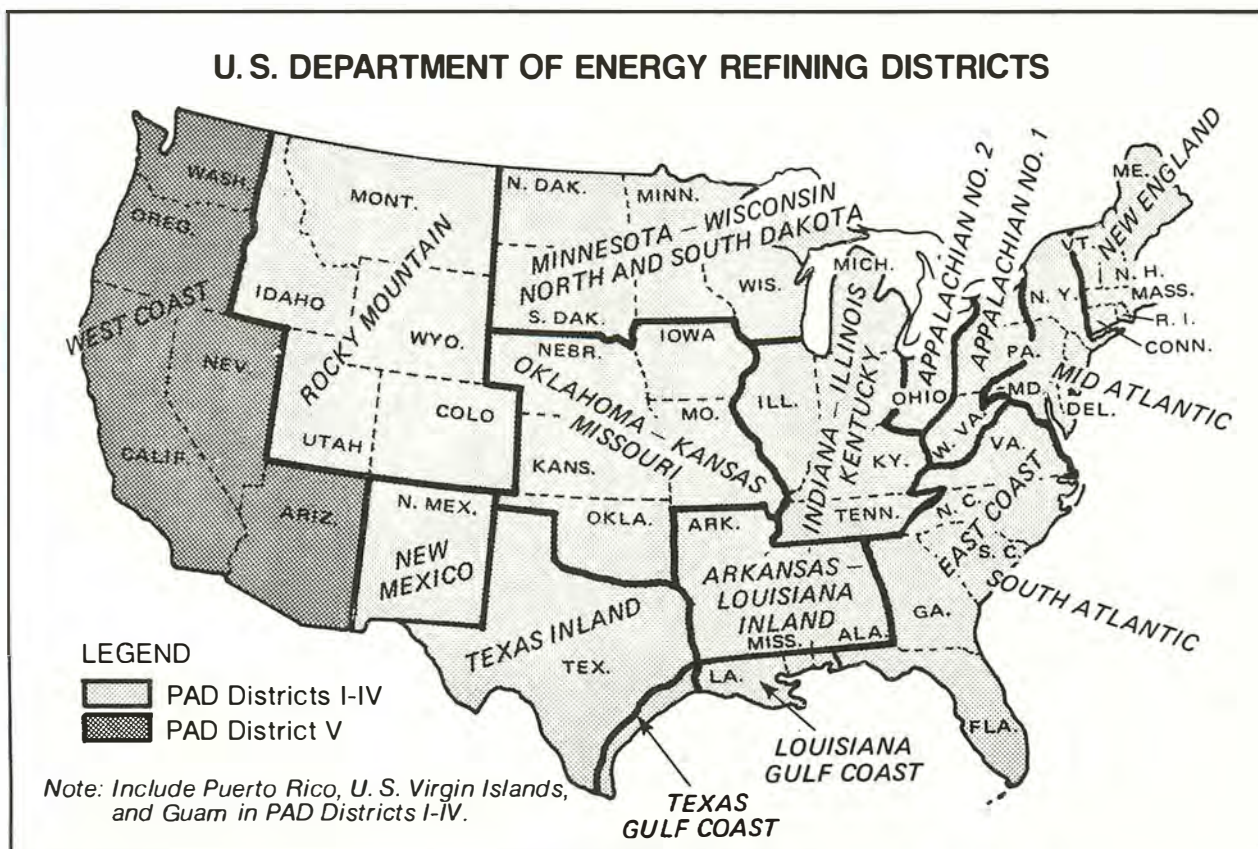 U. S. DEPARTMENT OF ENERGY REFINING DISTRICTS
WASH.
OREG.
WEST COAST
NEV.
CALIF.
ARIZ.
MONT.
IDAHO
ROCKY MOUNTAIN
WYO.
UTAH
COLO
N. MEX.
NEW
MEXICO
N. DAK.
MINN.
MINNESOTA – WISCONSIN
NORTH AND SOUTH DAKOTA
S. DAK.
WIS.
MICH.
NEBR.
IOWA
OKLAHOMA – KANSAS
MISSOURI
MO.
KANS.
OKLA.
ILL.
INDIANA – ILLINOIS
KENTUCKY
KY.
TENN.
OHIO
APPALACHIAN NO. 2
APPALACHIAN NO. 1
W. VA.
PA.
N. Y.
NEW ENGLAND
ME.
VT.
N. H.
MASS.
R. I.
CONN.
MD.
DEL.
MID ATLANTIC
VA.
N. C.
EAST COAST
S. C.
SOUTH ATLANTIC
GA.
FLA.
ARK.
ARKANSAS –
LOUISIANA
INLAND
MISS.
ALA.
LA.
TEXAS INLAND
TEX.
LOUISIANA
GULF COAST
TEXAS
GULF COAST
LEGEND
PAD Districts I-IV
PAD District V
Note: Include Puerto Rico, U. S. Virgin Islands,
and Guam in PAD Districts I-IV.